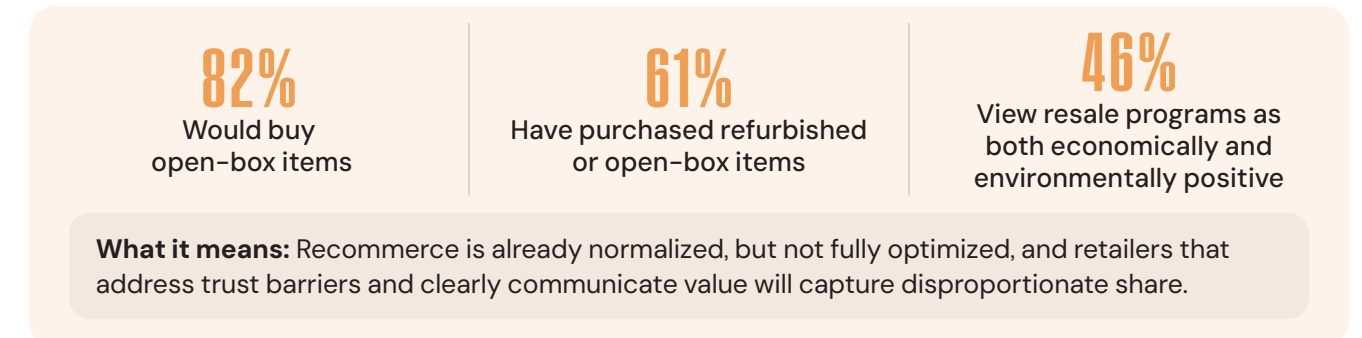 82%
Would buy
open-box items
61%
Have purchased refurbished
or open-box items
46%
View resale programs as
both economically and
environmentally positive
What it means: Recommerce is already normalized, but not fully optimized, and retailers that
address trust barriers and clearly communicate value will capture disproportionate share.